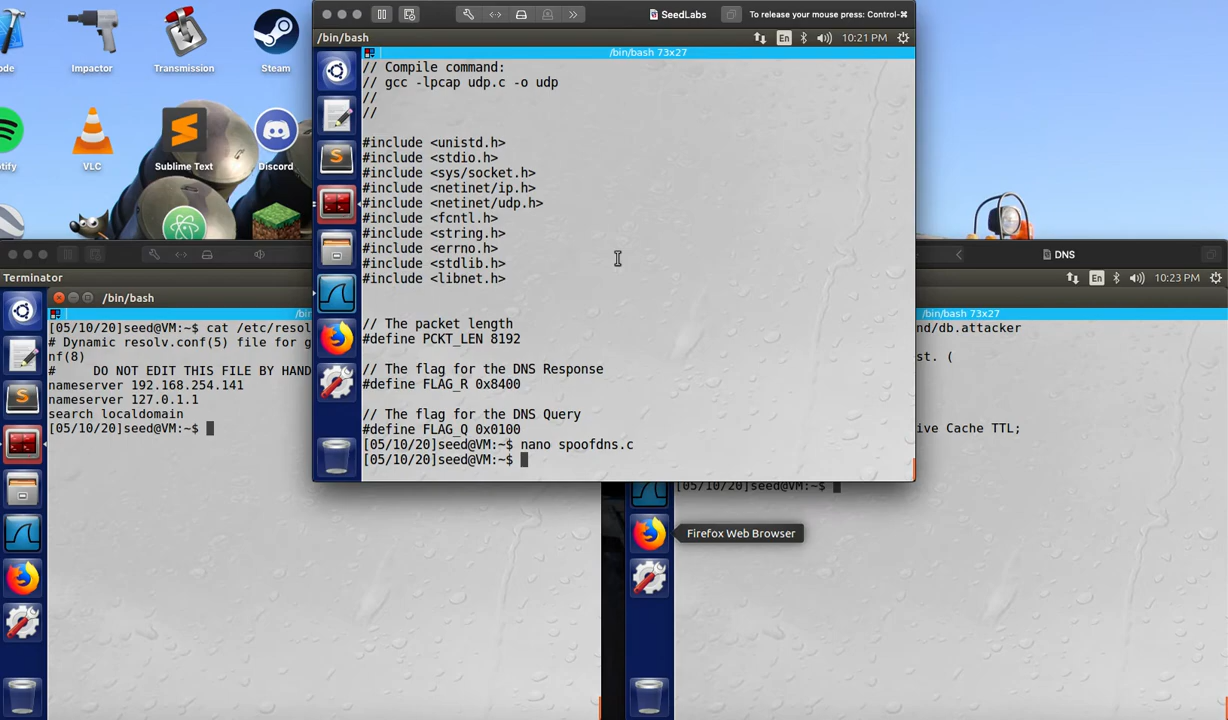 ode
Impactor
Transmission
Steam
otify
VLC
Sublime Text
Discord
SeedLabs
To release your mouse press: Control-⌘
/bin/bash
En
10:21 PM
/bin/bash 73x27
// Compile command:
// gcc -lpcap udp.c -o udp
//
//
#include <unistd.h>
#include <stdio.h>
#include <sys/socket.h>
#include <netinet/ip.h>
#include <netinet/udp.h>
#include <fcntl.h>
#include <string.h>
#include <errno.h>
#include <stdlib.h>
#include <libnet.h>
// The packet length
#define PCKT_LEN 8192
// The flag for the DNS Response
#define FLAG_R 0x8400
// The flag for the DNS Query
#define FLAG_Q 0x0100
[05/10/20]seed@VM:~$ nano spoofdns.c
[05/10/20]seed@VM:~$
Terminator
/bin/bash
/bi
[05/10/20]seed@VM:~$ cat /etc/resol
# Dynamic resolv.conf(5) file for g
nf(8)
#     DO NOT EDIT THIS FILE BY HAND
nameserver 192.168.254.141
nameserver 127.0.1.1
search localdomain
[05/10/20]seed@VM:~$
DNS
En
10:23 PM
/bin/bash 73x27
nd/db.attacker
est. (
ive Cache TTL;
[05/10/20]seed@VM:~$
Firefox Web Browser